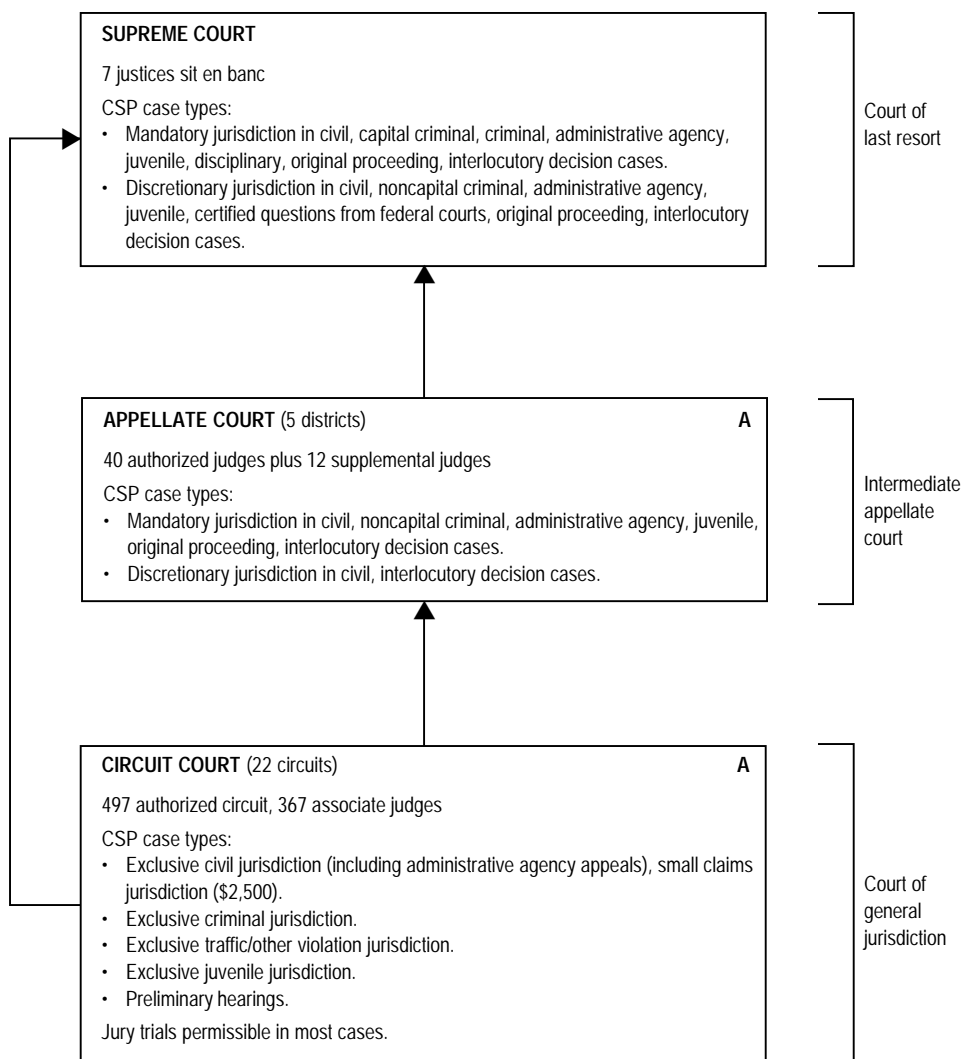 SUPREME COURT
7 justices sit en banc
CSP case types:
• Mandatory jurisdiction in civil, capital criminal, criminal, administrative agency,
juvenile, disciplinary, original proceeding, interlocutory decision cases.
• Discretionary jurisdiction in civil, noncapital criminal, administrative agency,
juvenile, certified questions from federal courts, original proceeding, interlocutory
decision cases.
Court of
last resort
APPELLATE COURT (5 districts) A
40 authorized judges plus 12 supplemental judges
CSP case types:
• Mandatory jurisdiction in civil, noncapital criminal, administrative agency, juvenile,
original proceeding, interlocutory decision cases.
• Discretionary jurisdiction in civil, interlocutory decision cases.
Intermediate
appellate
court
CIRCUIT COURT (22 circuits) A
497 authorized circuit, 367 associate judges
CSP case types:
• Exclusive civil jurisdiction (including administrative agency appeals), small claims
jurisdiction ($2,500).
• Exclusive criminal jurisdiction.
• Exclusive traffic/other violation jurisdiction.
• Exclusive juvenile jurisdiction.
• Preliminary hearings.
Jury trials permissible in most cases.
Court of
general
jurisdiction